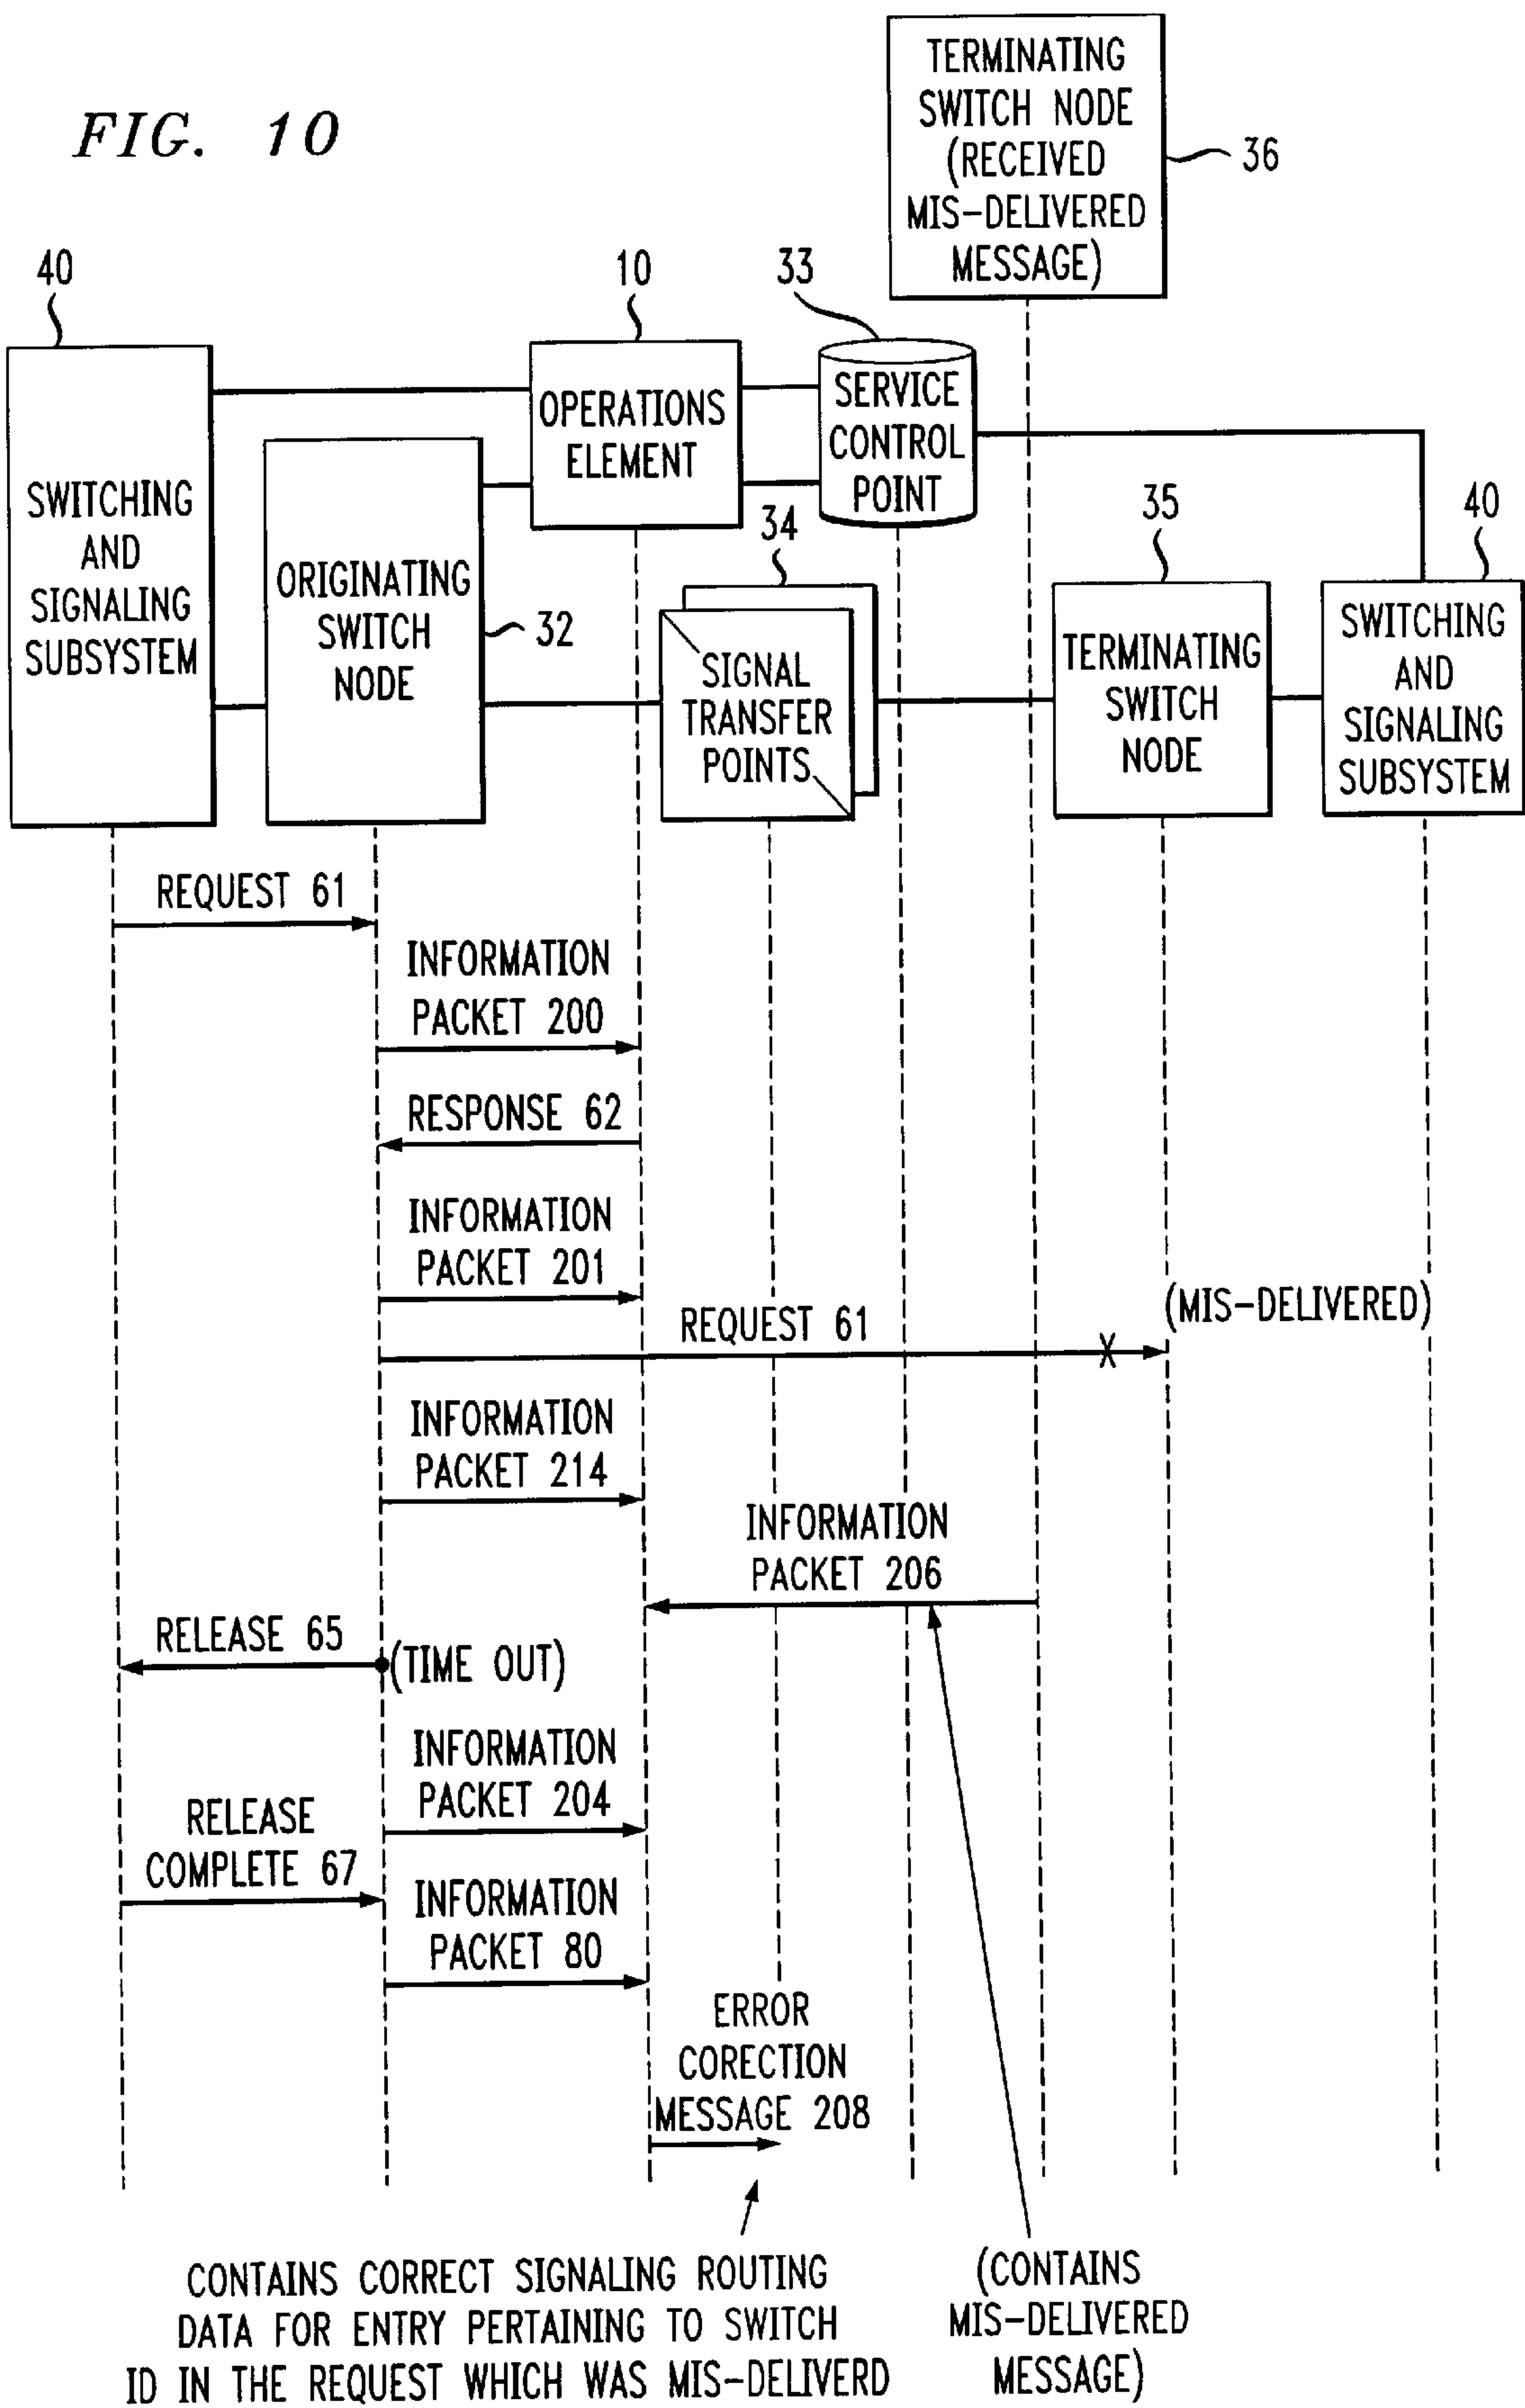 FIG. 10
TERMINATING
SWITCH NODE
(RECEIVED
MIS-DELIVERED
MESSAGE)
36
40
10
33
SWITCHING
AND
SIGNALING
SUBSYSTEM
ORIGINATING
SWITCH
NODE
32
OPERATIONS
ELEMENT
SERVICE
CONTROL
POINT
34
SIGNAL
TRANSFER
POINTS
35
TERMINATING
SWITCH
NODE
40
SWITCHING
AND
SIGNALING
SUBSYSTEM
REQUEST 61
INFORMATION
PACKET 200
RESPONSE 62
INFORMATION
PACKET 201
(MIS-DELIVERED)
REQUEST 61
X
INFORMATION
PACKET 214
INFORMATION
PACKET 206
RELEASE 65
(TIME OUT)
INFORMATION
PACKET 204
RELEASE
COMPLETE 67
INFORMATION
PACKET 80
ERROR
CORECTION
MESSAGE 208
CONTAINS CORRECT SIGNALING ROUTING
DATA FOR ENTRY PERTAINING TO SWITCH
ID IN THE REQUEST WHICH WAS MIS-DELIVERD
(CONTAINS
MIS-DELIVERED
MESSAGE)